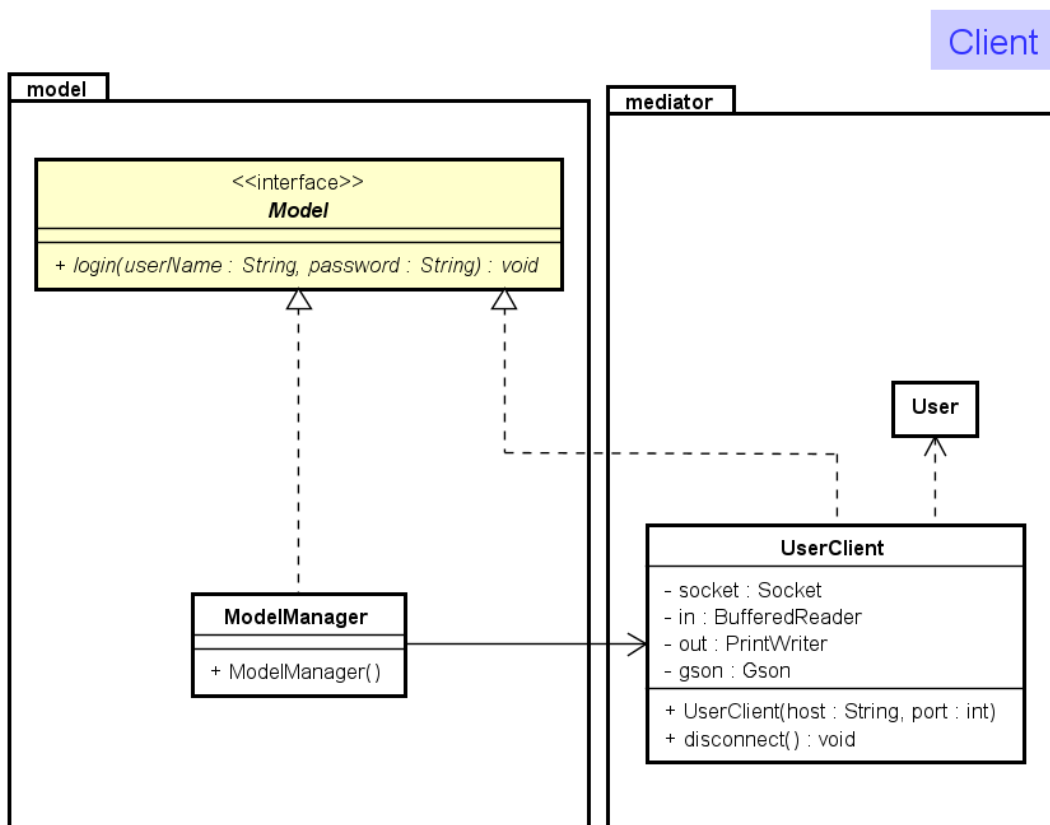 Client
model
mediator
<<interface>>
Model
+ login(userName : String, password : String) : void
User
UserClient
- socket : Socket
- in : BufferedReader
- out : PrintWriter
- gson : Gson
+ UserClient(host : String, port : int)
+ disconnect() : void
ModelManager
+ ModelManager()